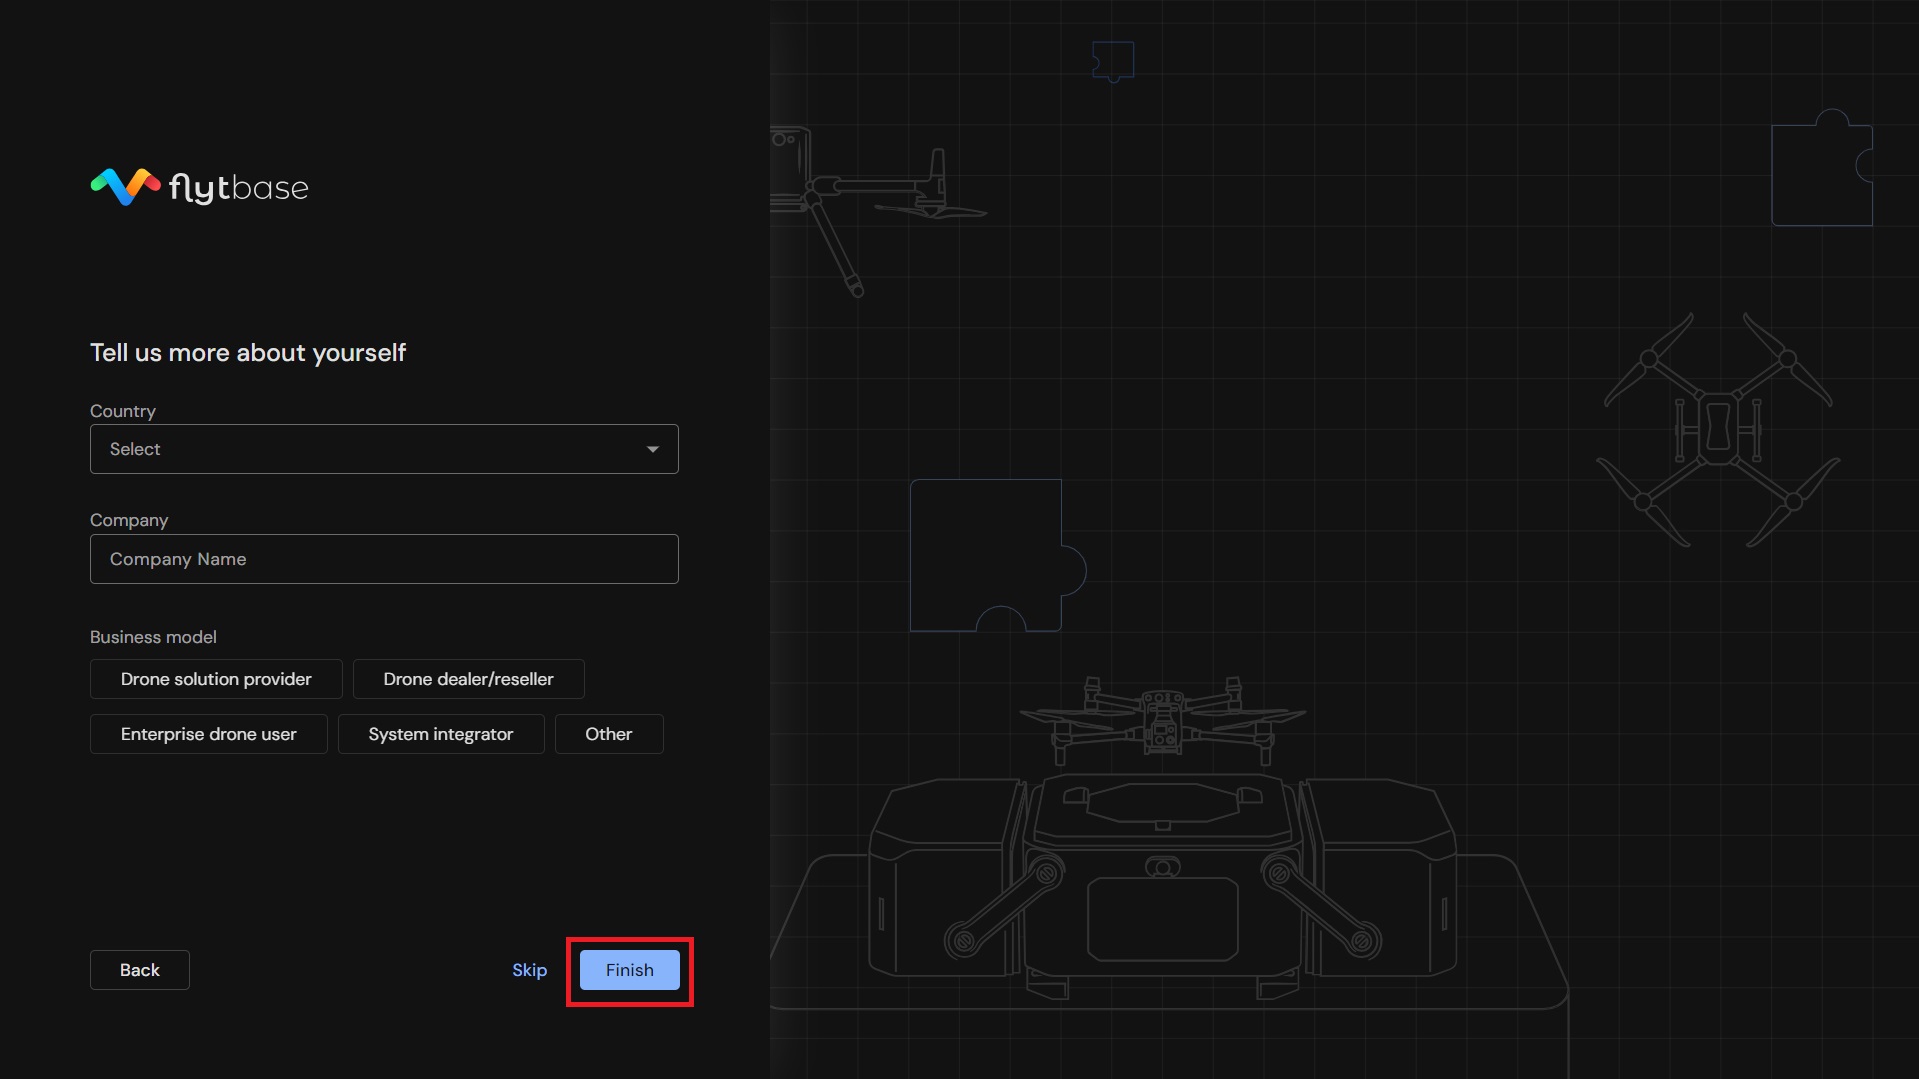 flytbase
Tell us more about yourself
Country
Select
Company
Company Name
Business model
Drone solution provider
Drone dealer/reseller
Enterprise drone user
System integrator
Other
Back
Skip
Finish